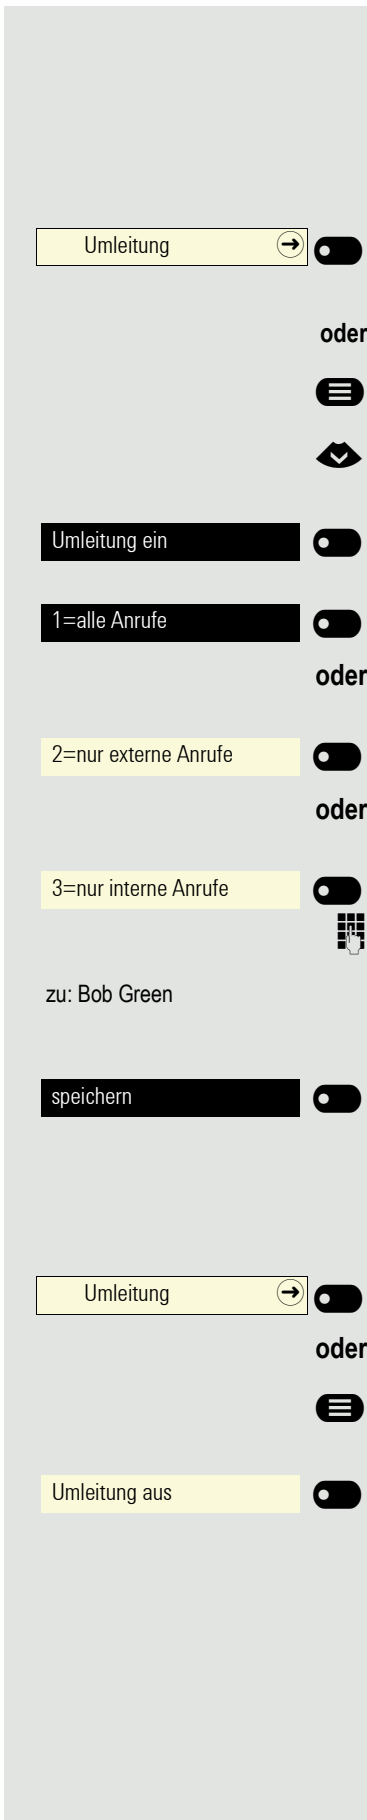 Umleitung
oder
Umleitung ein
1=alle Anrufe
oder
2=nur externe Anrufe
oder
3=nur interne Anrufe
zu: Bob Green
speichern
Umleitung
oder
Umleitung aus